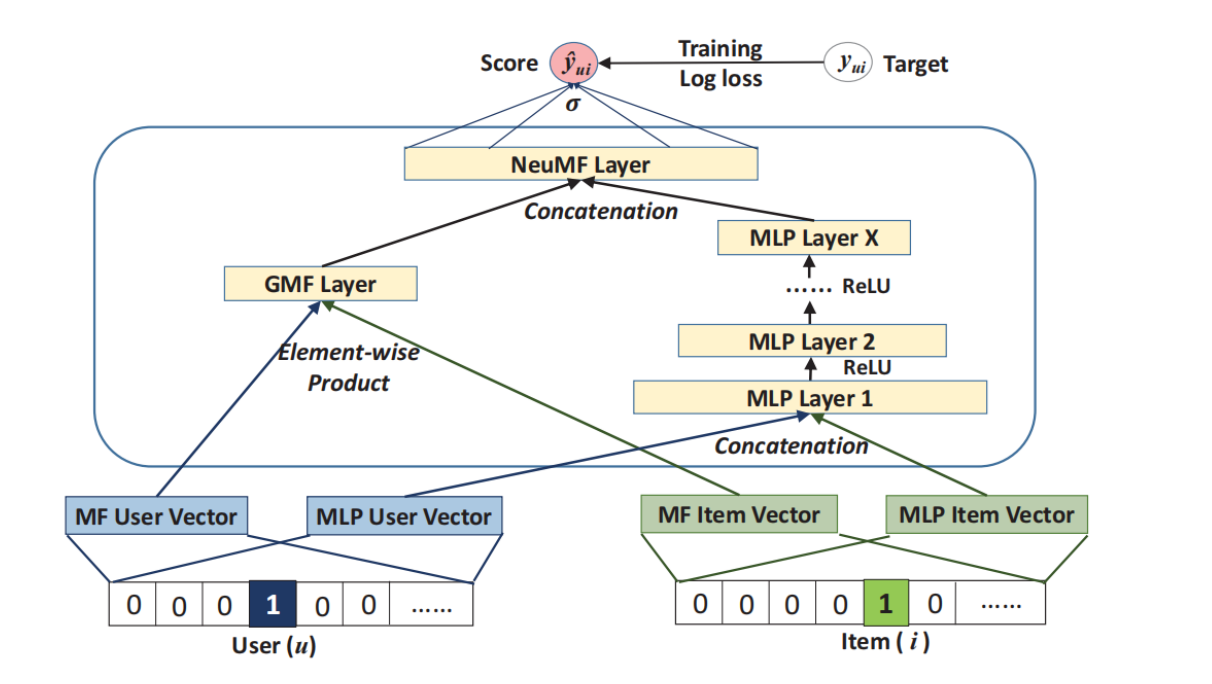 Score ŷui Training yui Target
Log loss
σ
NeuMF Layer
Concatenation
MLP Layer X
GMF Layer
...... ReLU
MLP Layer 2
Element-wise
Product
ReLU
MLP Layer 1
Concatenation
MF User Vector MLP User Vector MF Item Vector MLP Item Vector
0 0 0 1 0 0 ...... 0 0 0 0 1 0 ......
User (u) Item ( i )